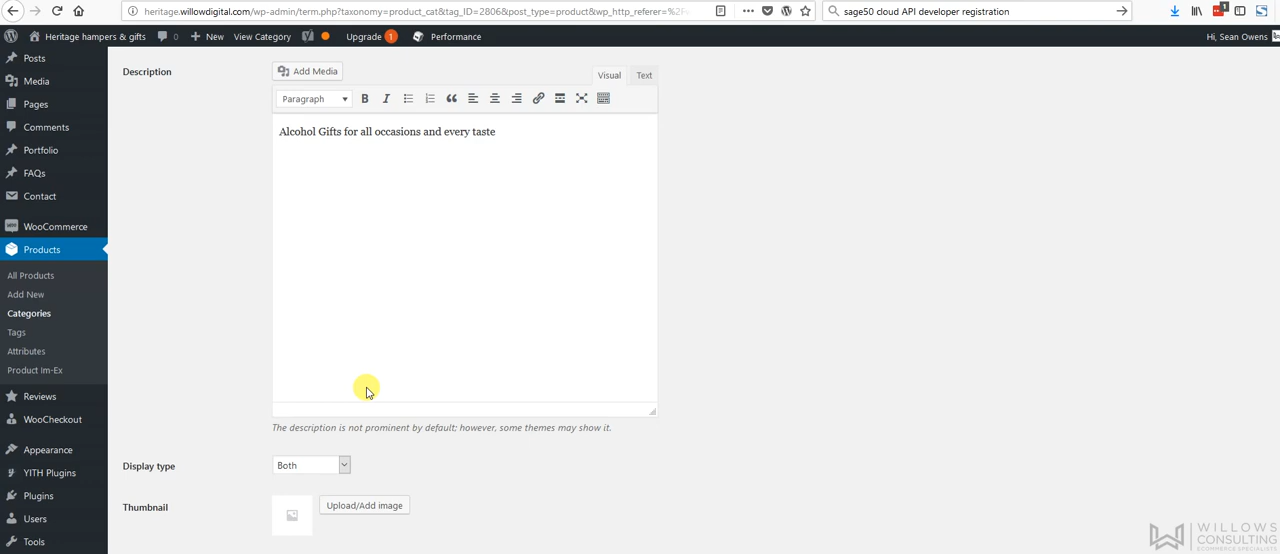 heritage.willowdigital.com/wp-admin/term.php?taxonomy=product_cat&tag_ID=2806&post_type=product&wp_http_referer=%2F
sage50 cloud API developer registration
1
Heritage hampers & gifts
0
New
View Category
Upgrade 1
Performance
Hi, Sean Owens
Posts
Media
Pages
Comments
Portfolio
FAQs
Contact
WooCommerce
Products
All Products
Add New
Categories
Tags
Attributes
Product Im-Ex
Reviews
WooCheckout
Appearance
YITH Plugins
Plugins
Users
Tools
Description
Add Media
Visual
Text
Paragraph
Alcohol Gifts for all occasions and every taste
The description is not prominent by default; however, some themes may show it.
Display type
Both
Thumbnail
Upload/Add image
WILLOWS
CONSULTING
ECOMMERCE SPECIALISTS